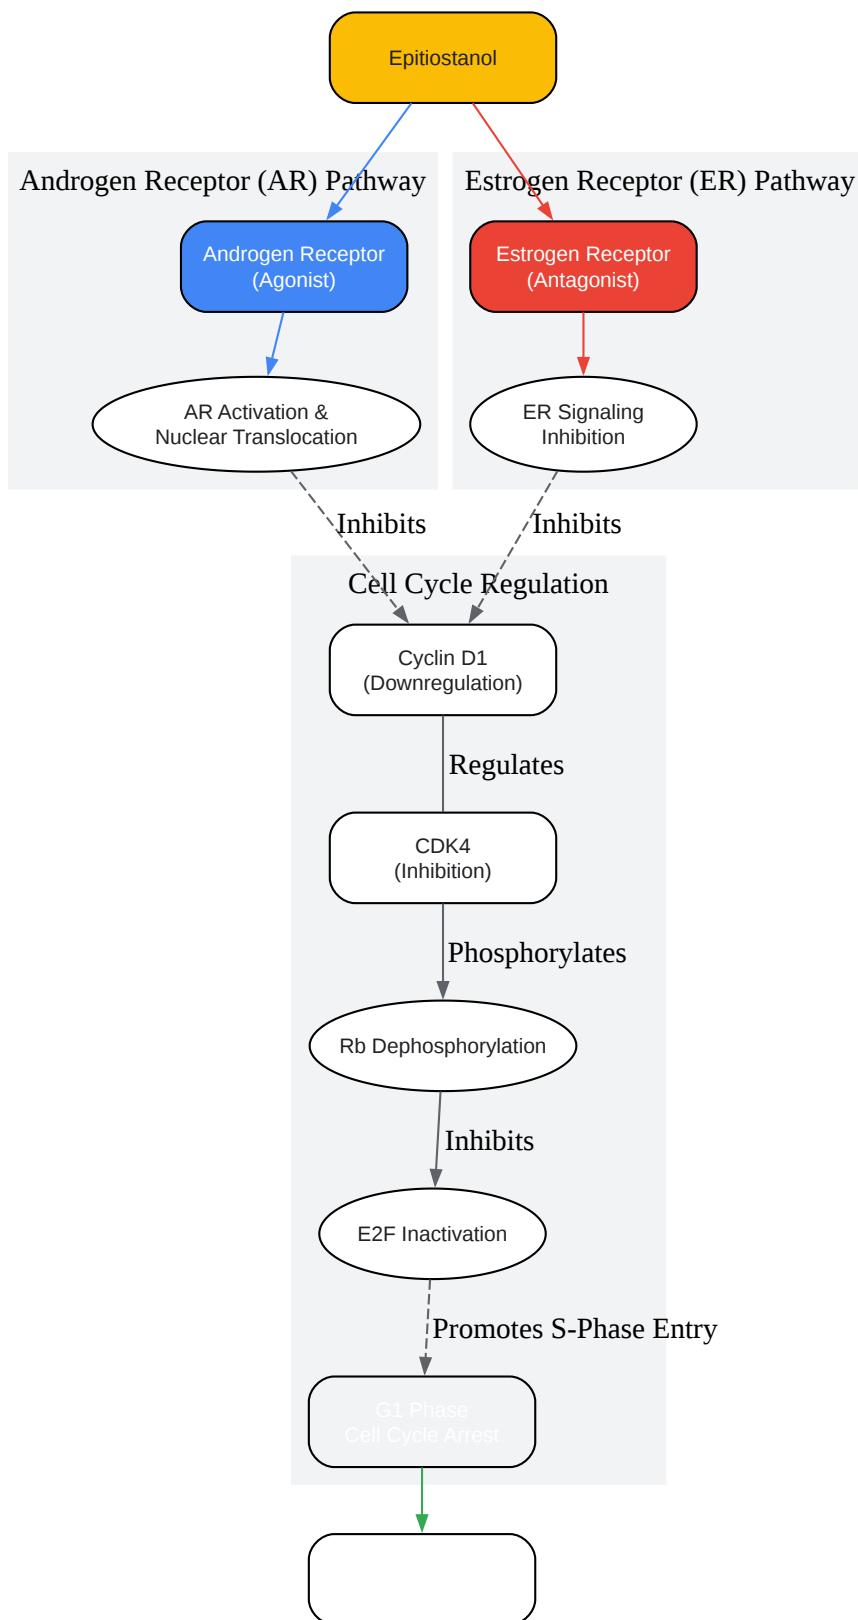 Epitiostanol
Androgen Receptor (AR) Pathway
Estrogen Receptor (ER) Pathway
Androgen Receptor
(Agonist)
Estrogen Receptor
(Antagonist)
AR Activation &
Nuclear Translocation
ER Signaling
Inhibition
Inhibits
Inhibits
Cell Cycle Regulation
Cyclin D1
(Downregulation)
Regulates
CDK4
(Inhibition)
Phosphorylates
Rb Dephosphorylation
Inhibits
E2F Inactivation
Promotes S-Phase Entry
G1 Phase
Cell Cycle Arrest